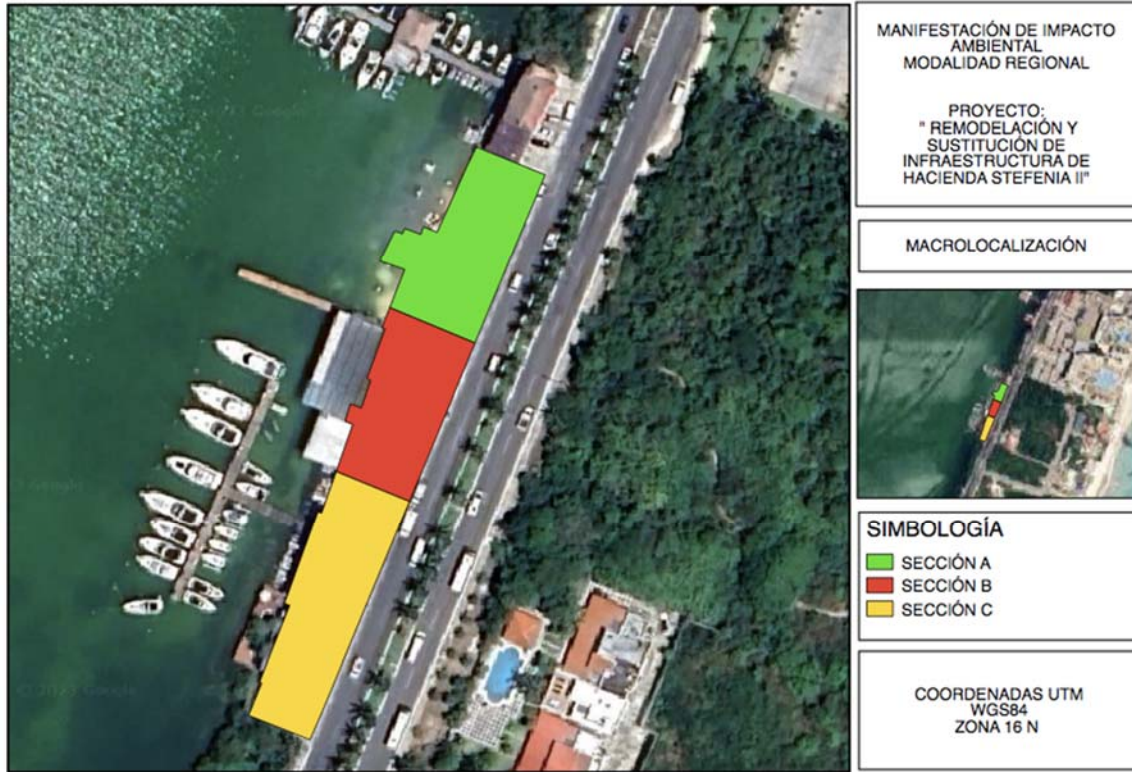 MANIFESTACIÓN DE IMPACTO
AMBIENTAL
MODALIDAD REGIONAL
PROYECTO:
" REMODELACIÓN Y
SUSTITUCIÓN DE
INFRAESTRUCTURA DE
HACIENDA STEFENIA II"
MACROLOCALIZACIÓN
SIMBOLOGÍA
SECCIÓN A
SECCIÓN B
SECCIÓN C
COORDENADAS UTM
WGS84
ZONA 16 N